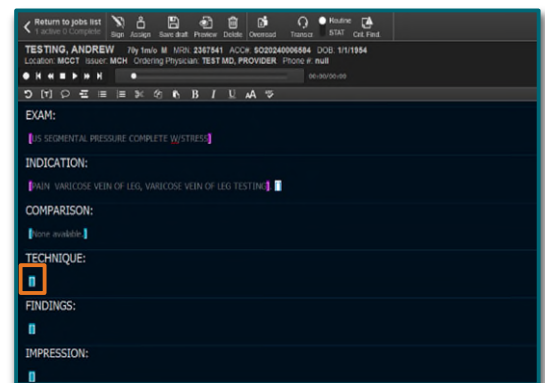 Return to jobs list
1 active 0 Complete
Sign Assign Save draft Preview Delete Overread Transcr. Routine STAT Crit. Find.
TESTING, ANDREW 70y 1m/o M MRN: 2367541 ACC#: SO20240006584 DOB: 1/1/1954
Location: MCCT Issuer: MCH Ordering Physician: TEST MD, PROVIDER Phone #: null
00:00/00:00
[T] B I U AA
EXAM:
[US SEGMENTAL PRESSURE COMPLETE W/STRESS]
INDICATION:
[PAIN VARICOSE VEIN OF LEG, VARICOSE VEIN OF LEG TESTING]. []
COMPARISON:
[None available.]
TECHNIQUE:
[]
FINDINGS:
[]
IMPRESSION:
[]